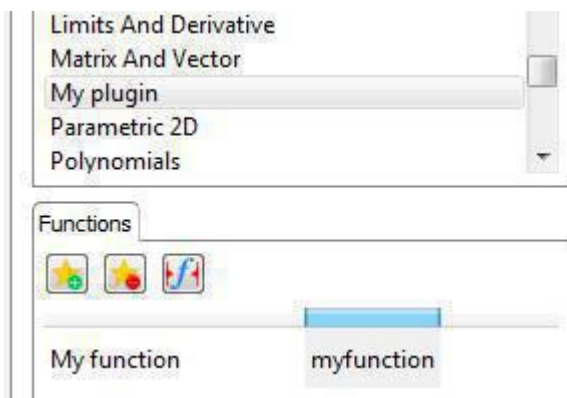 Limits And Derivative
Matrix And Vector
My plugin
Parametric 2D
Polynomials
Functions
f
My function myfunction